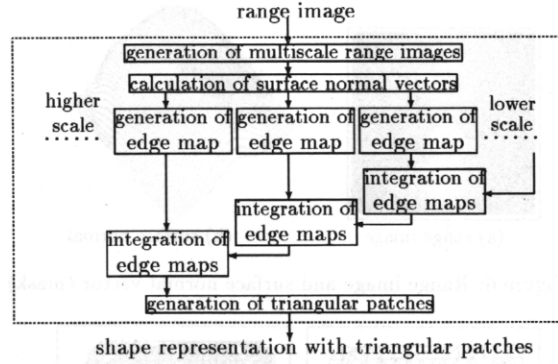 range image
generation of multiscale range images
calculation of surface normal vectors
higher
scale
generation of
edge map
generation of
edge map
generation of
edge map
lower
scale
integration of
edge maps
integration of
edge maps
integration of
edge maps
genaration of triangular patches
shape representation with triangular patches